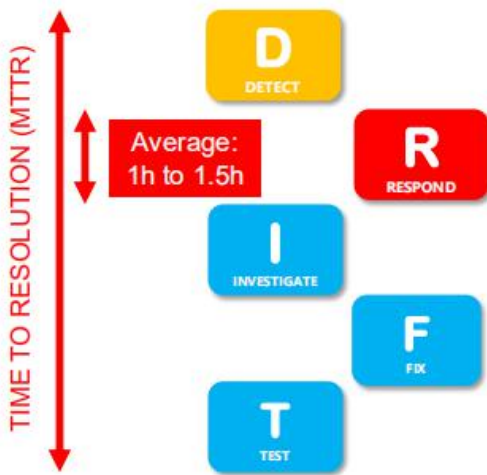 TIME TO RESOLUTION (MTTR)
D
DETECT
Average:
1h to 1.5h
R
RESPOND
I
INVESTIGATE
F
FIX
T
TEST